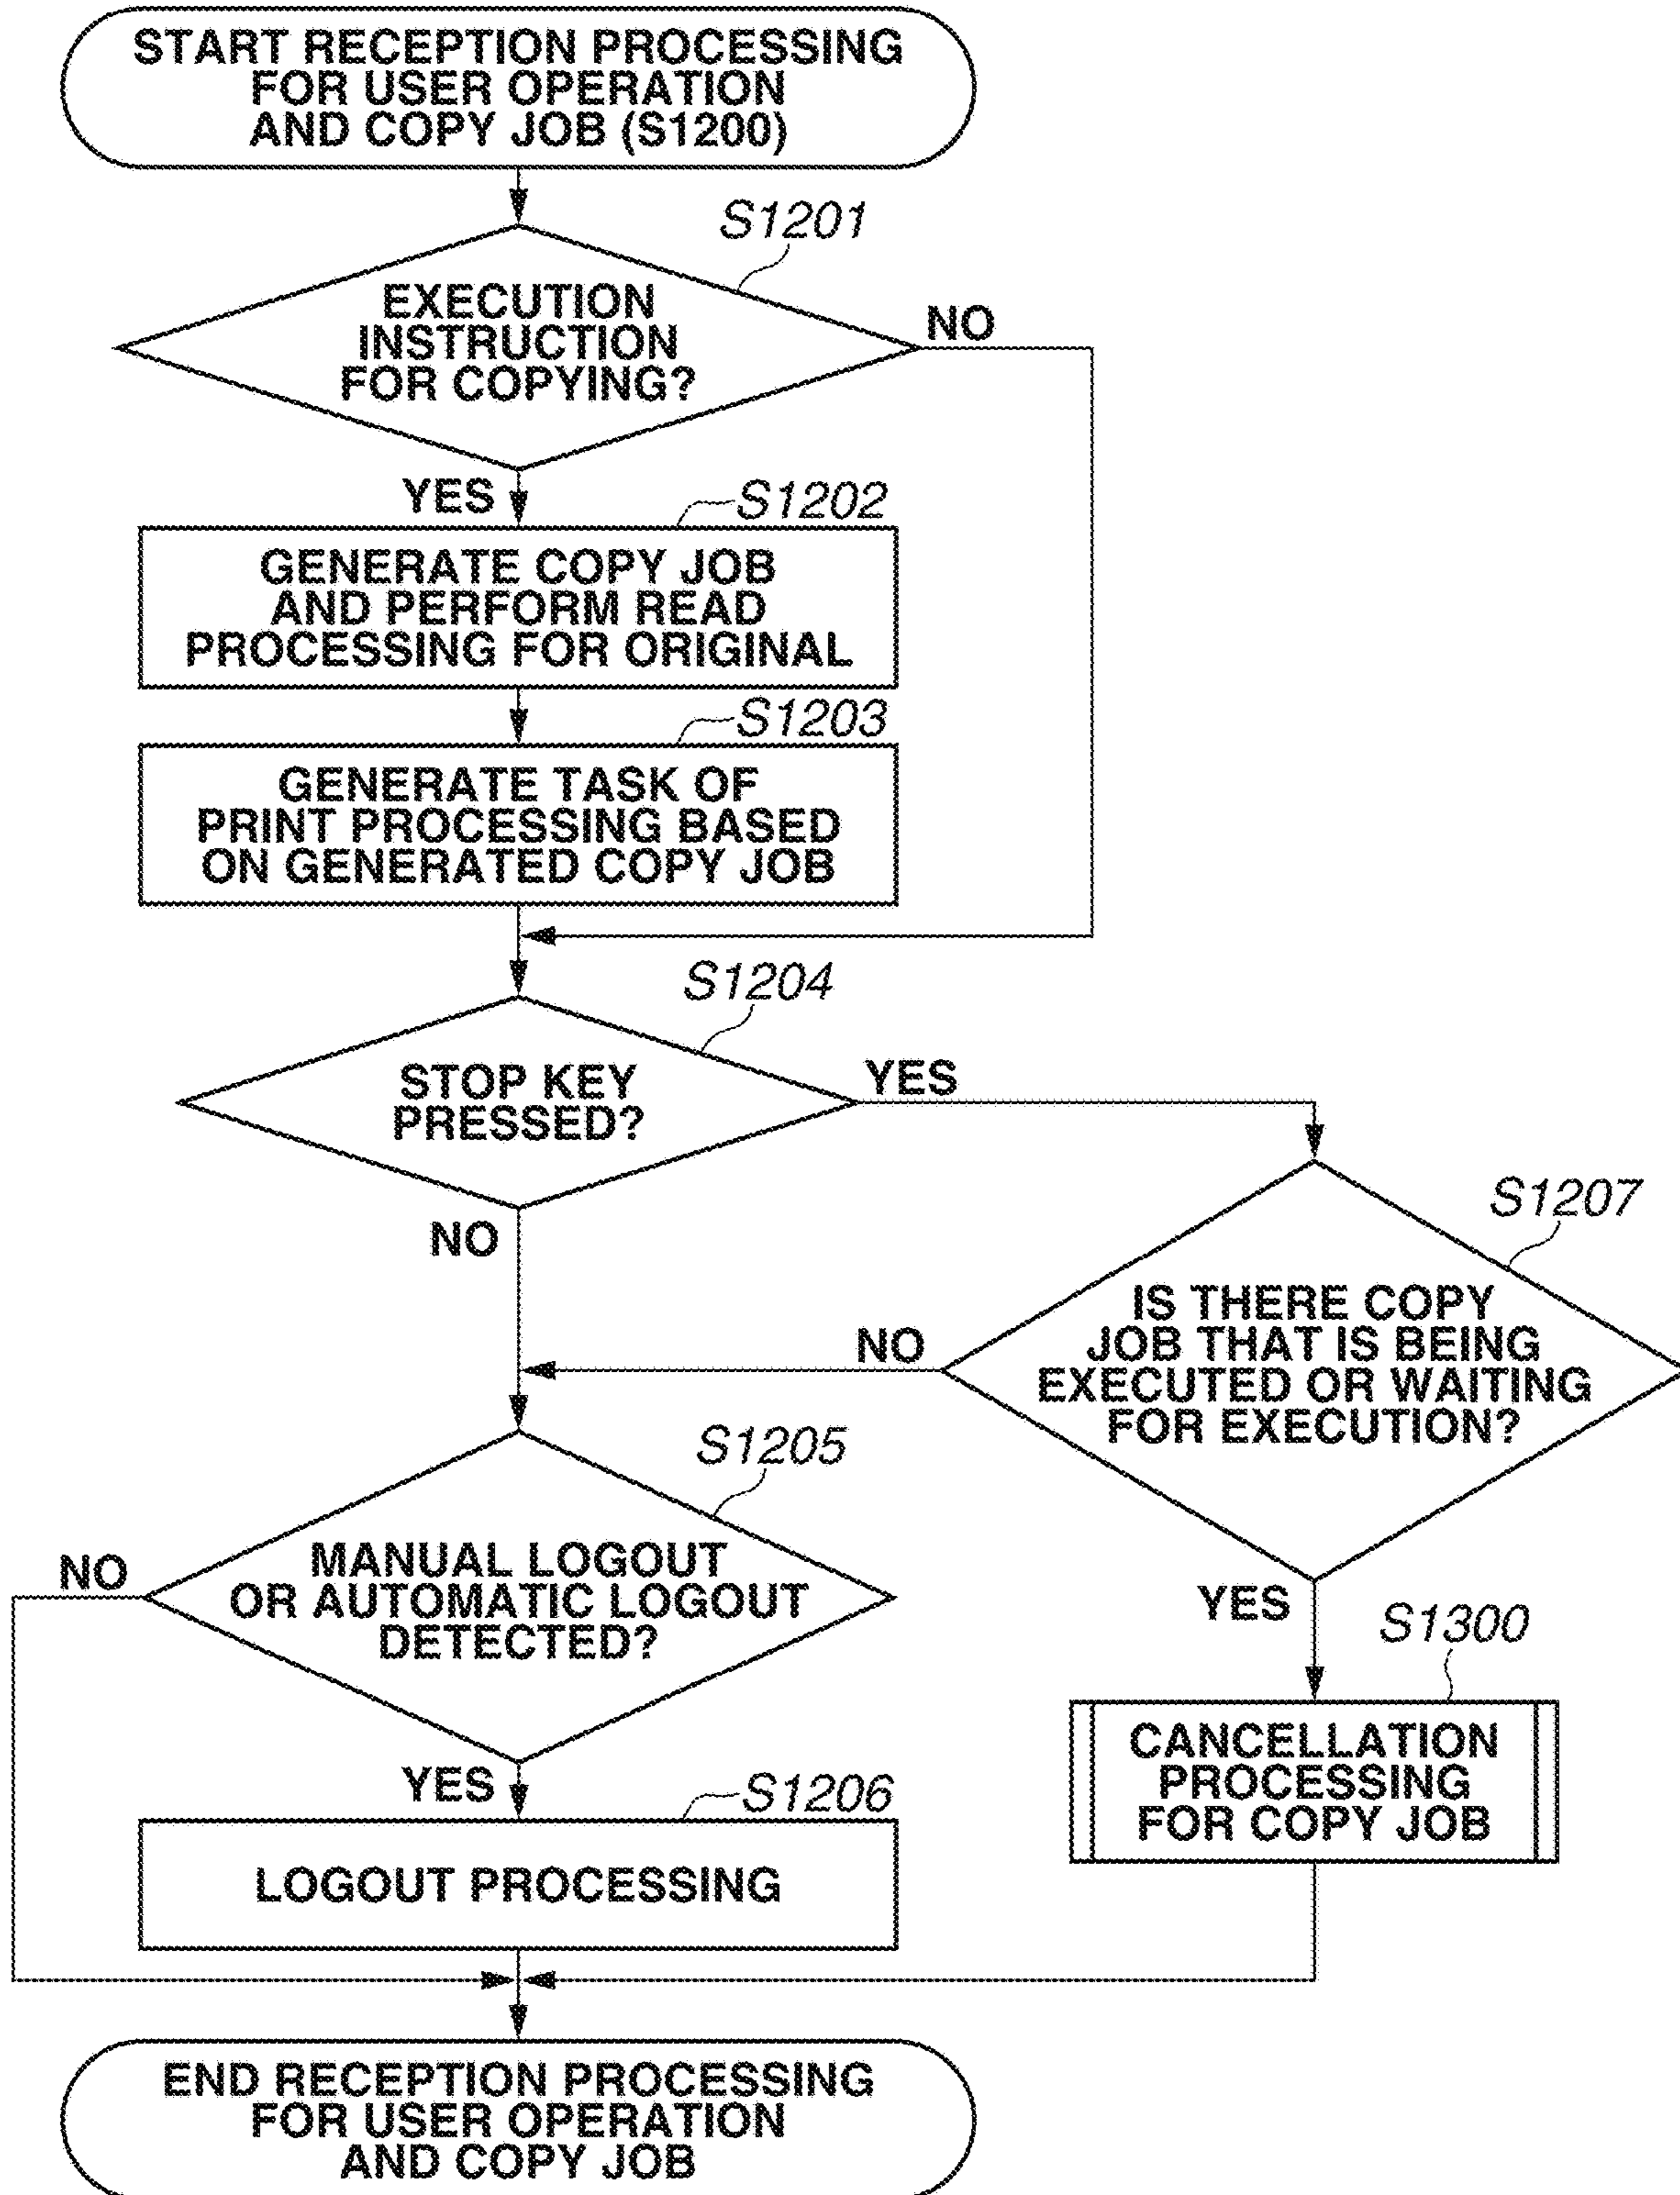 START RECEPTION PROCESSING
FOR USER OPERATION
AND COPY JOB (S1200)
S1201
EXECUTION
INSTRUCTION
FOR COPYING?
NO
YES
S1202
GENERATE COPY JOB
AND PERFORM READ
PROCESSING FOR ORIGINAL
S1203
GENERATE TASK OF
PRINT PROCESSING BASED
ON GENERATED COPY JOB
S1204
STOP KEY
PRESSED?
YES
NO
S1207
IS THERE COPY
JOB THAT IS BEING
EXECUTED OR WAITING
FOR EXECUTION?
NO
YES
S1205
MANUAL LOGOUT
OR AUTOMATIC LOGOUT
DETECTED?
NO
YES
S1300
CANCELLATION
PROCESSING
FOR COPY JOB
S1206
LOGOUT PROCESSING
END RECEPTION PROCESSING
FOR USER OPERATION
AND COPY JOB